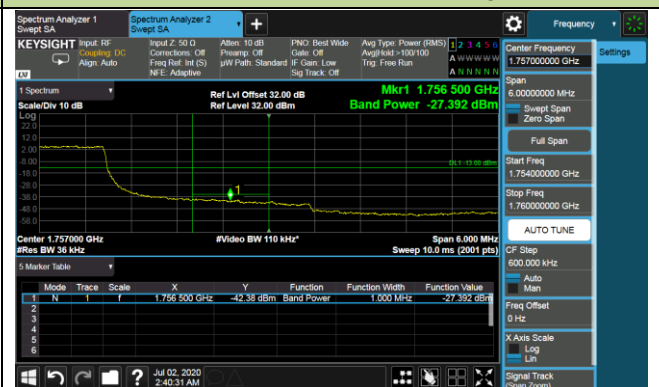 Spectrum Analyzer 1
Swept SA
Spectrum Analyzer 2
Swept SA
+
Frequency
KEYSIGHT
Input: RF
Coupling: DC
Align: Auto
Input Z: 50 Ω
Corrections: Off
Freq Ref: Int (S)
NFE: Adaptive
Atten: 10 dB
Preamp: Off
µW Path: Standard
PNO: Best Wide
Gate: Off
IF Gain: Low
Sig Track: Off
Avg Type: Power (RMS)
Avg|Hold:>100/100
Trig: Free Run
1 2 3 4 5 6
A W W W W W
A N N N N N
LXI
1 Spectrum
Scale/Div 10 dB
Ref Lvl Offset 32.00 dB
Ref Level 32.00 dBm
Mkr1 1.756 500 GHz
Band Power -27.392 dBm
Log
22.0
12.0
2.00
-8.00
-18.0
-28.0
-38.0
-48.0
-58.0
DL1 -13.00 dBm
1
Center 1.757000 GHz
#Res BW 36 kHz
#Video BW 110 kHz*
Span 6.000 MHz
Sweep 10.0 ms (2001 pts)
5 Marker Table
Mode Trace Scale X Y Function Function Width Function Value
1 N 1 f 1.756 500 GHz -42.38 dBm Band Power 1.000 MHz -27.392 dBm
2
3
4
5
6
Jul 02, 2020
2:40:31 AM
Center Frequency
1.757000000 GHz
Settings
Span
6.00000000 MHz
Swept Span
Zero Span
Full Span
Start Freq
1.754000000 GHz
Stop Freq
1.760000000 GHz
AUTO TUNE
CF Step
600.000 kHz
Auto
Man
Freq Offset
0 Hz
X Axis Scale
Log
Lin
Signal Track
(Span Zoom)